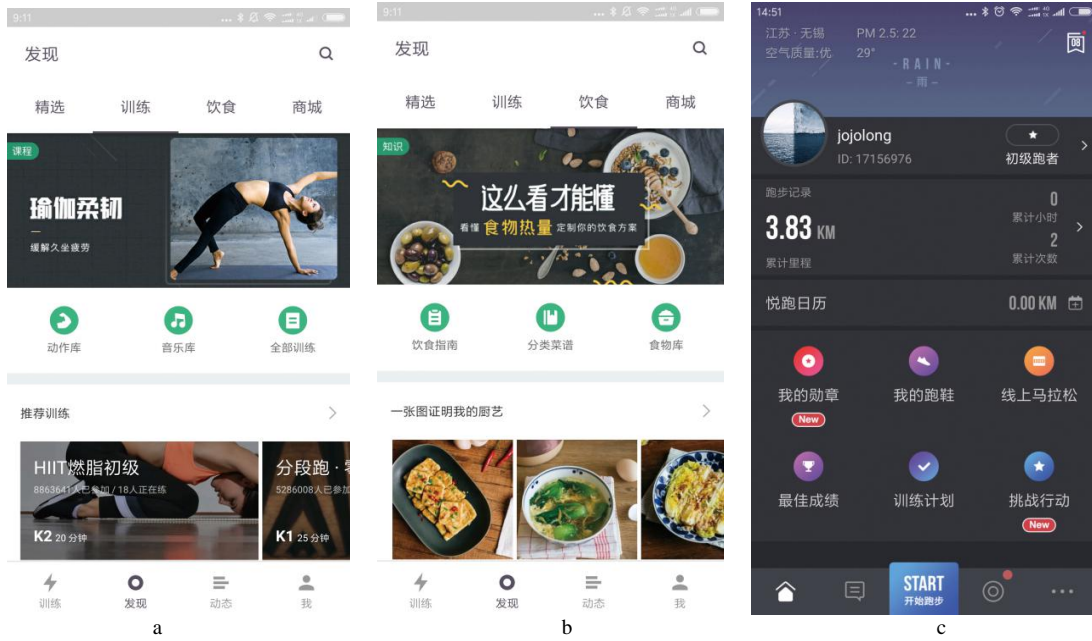 9:11
发现
精选 训练 饮食 商城
课程
瑜伽柔韧
缓解久坐疲劳
动作库 音乐库 全部训练
推荐训练
HIIT燃脂初级
8863641人已参加 / 18人正在练
K2 20 分钟
分段跑 ·
5286008人已参加
K1 25 分钟
训练 发现 动态 我
a
9:11
发现
精选 训练 饮食 商城
知识
这么看才能懂
看懂 食物热量 定制你的饮食方案
饮食指南 分类菜谱 食物库
一张图证明我的厨艺
训练 发现 动态 我
b
14:51
江苏 · 无锡 PM 2.5: 22
空气质量:优 29°
- RAIN -
- 雨 -
08
jojolong
ID: 17156976
初级跑者
跑步记录
3.83 KM
累计里程
0
累计小时
2
累计次数
悦跑日历 0.00 KM
我的勋章 我的跑鞋 线上马拉松
New
最佳成绩 训练计划 挑战行动
New
START
开始跑步
c